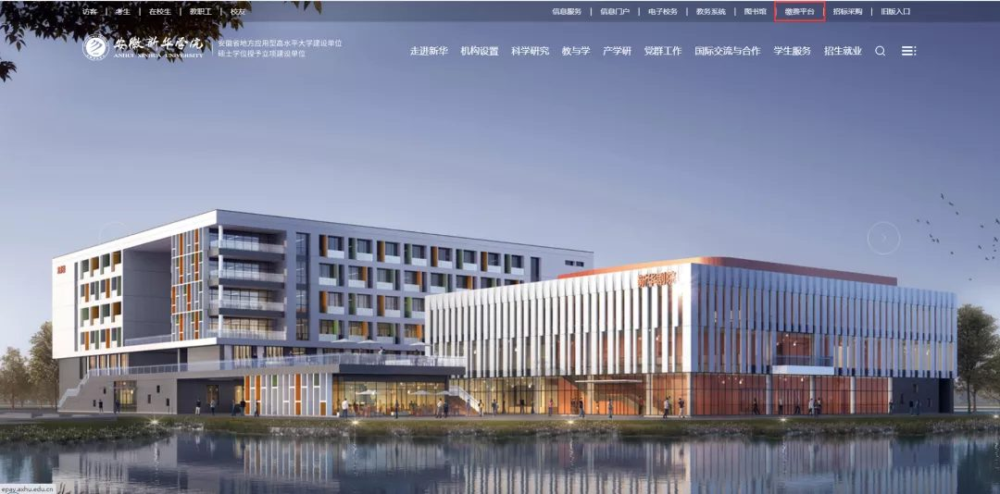 访客 | 考生 | 在校生 | 教职工 | 校友
信息服务 | 信息门户 | 电子校务 | 教务系统 | 图书馆 | 缴费平台 | 招标采购 | 旧版入口
安徽新华学院
ANHUI XINHUA UNIVERSITY
安徽省地方应用型高水平大学建设单位
硕士学位授予立项建设单位
走进新华 机构设置 科学研究 教与学 产学研 党群工作 国际交流与合作 学生服务 招生就业
epay.axhu.edu.cn